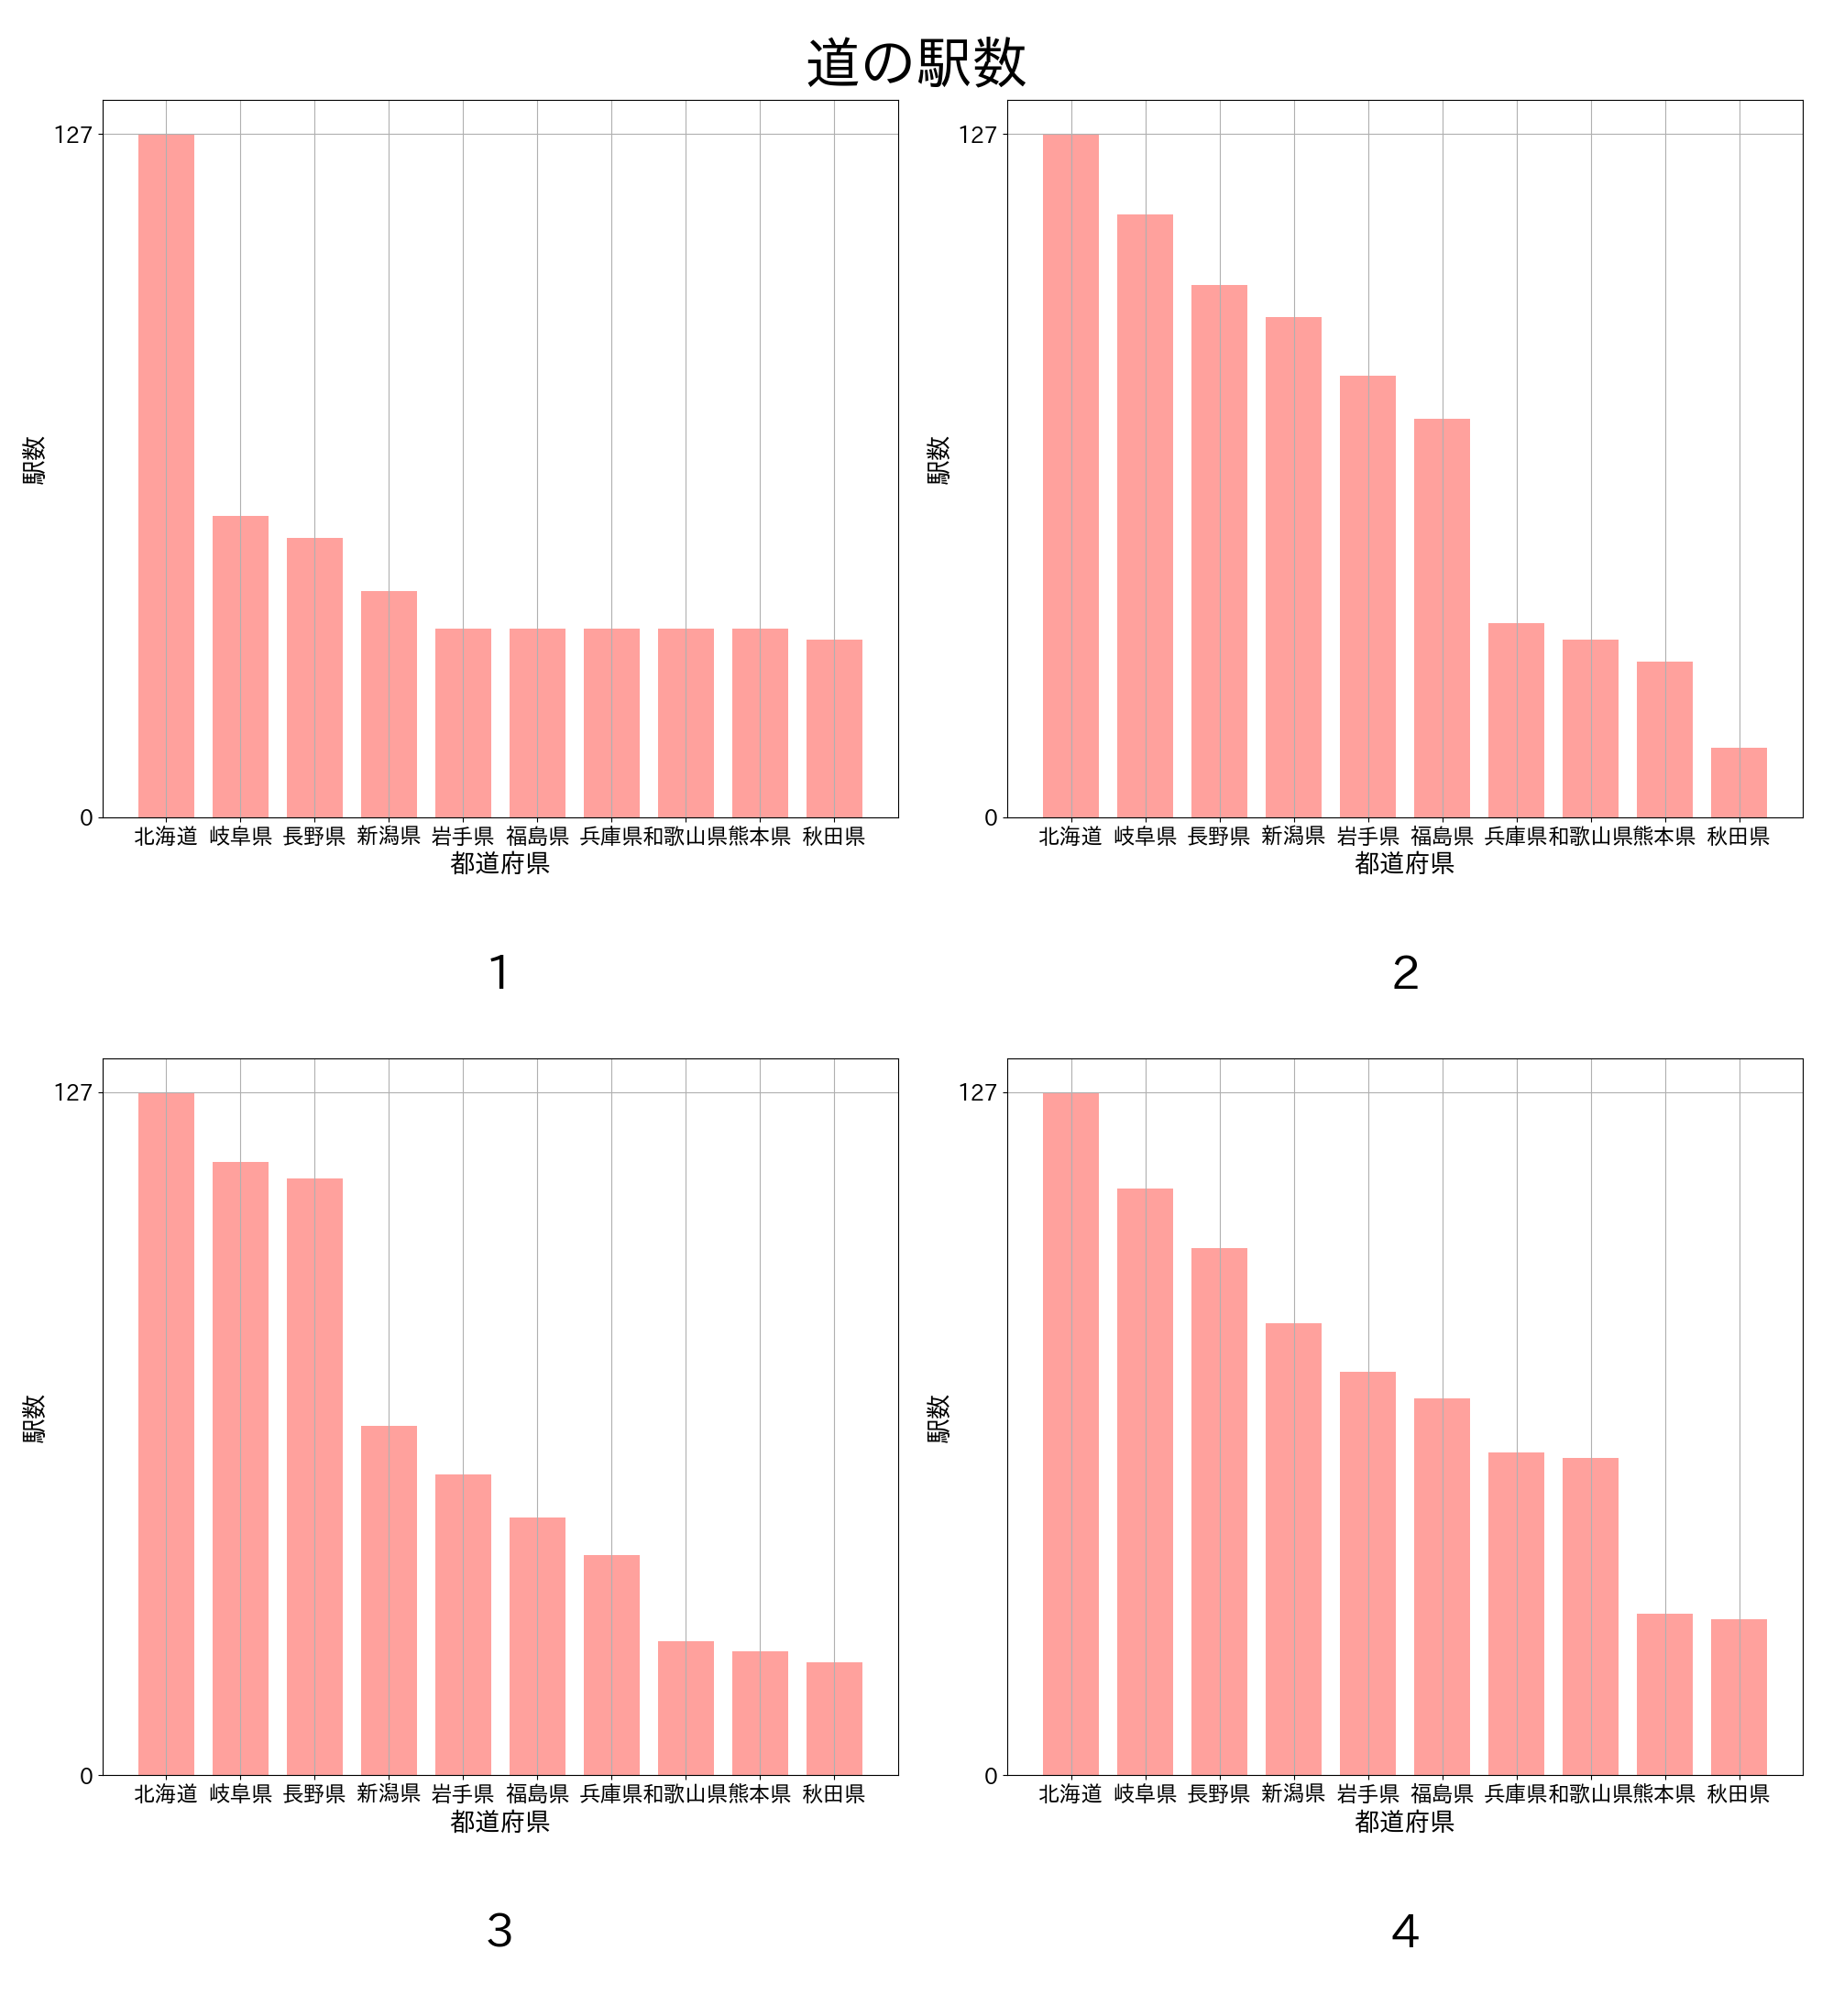 道の駅数
127
駅数
0
北海道 岐阜県 長野県 新潟県 岩手県 福島県 兵庫県 和歌山県 熊本県 秋田県
都道府県
1
127
駅数
0
北海道 岐阜県 長野県 新潟県 岩手県 福島県 兵庫県 和歌山県 熊本県 秋田県
都道府県
2
127
駅数
0
北海道 岐阜県 長野県 新潟県 岩手県 福島県 兵庫県 和歌山県 熊本県 秋田県
都道府県
3
127
駅数
0
北海道 岐阜県 長野県 新潟県 岩手県 福島県 兵庫県 和歌山県 熊本県 秋田県
都道府県
4